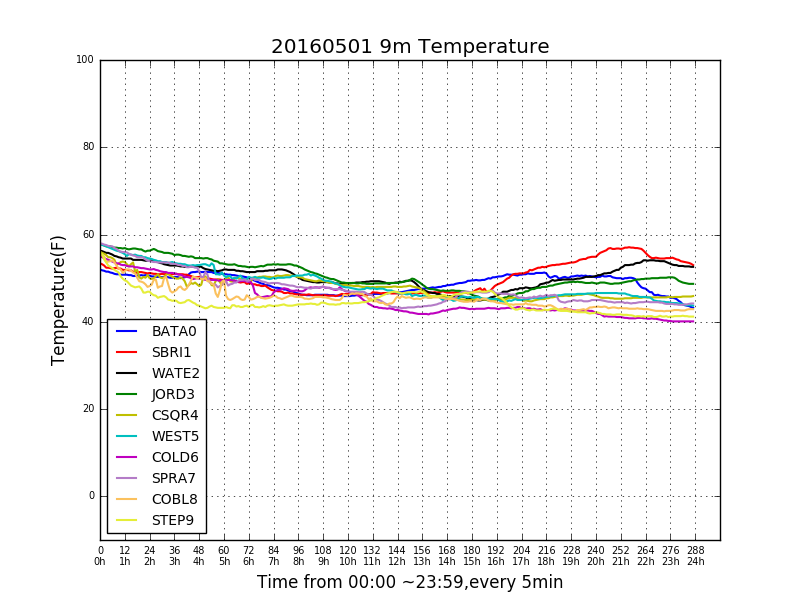 20160501 9m Temperature
Temperature(F)
100
80
60
40
20
0
BATA0
SBRI1
WATE2
JORD3
CSQR4
WEST5
COLD6
SPRA7
COBL8
STEP9
0 12 24 36 48 60 72 84 96 108 120 132 144 156 168 180 192 204 216 228 240 252 264 276 288
0h 1h 2h 3h 4h 5h 6h 7h 8h 9h 10h 11h 12h 13h 14h 15h 16h 17h 18h 19h 20h 21h 22h 23h 24h
Time from 00:00 ~23:59,every 5min